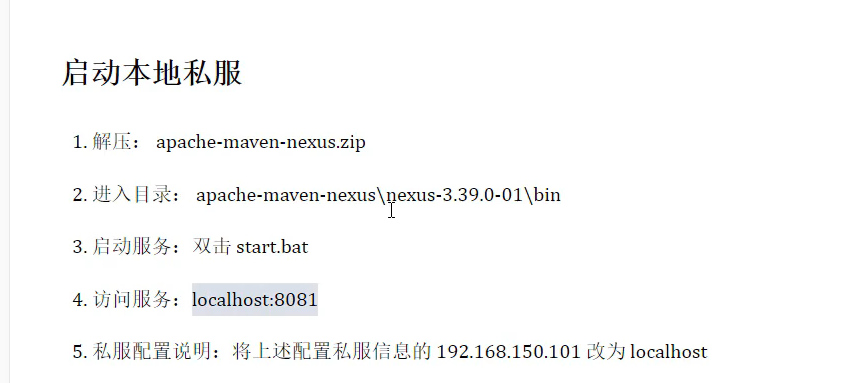 启动本地私服
1. 解压： apache-maven-nexus.zip
2. 进入目录： apache-maven-nexus\nexus-3.39.0-01\bin
3. 启动服务：双击 start.bat
4. 访问服务：localhost:8081
5. 私服配置说明：将上述配置私服信息的 192.168.150.101 改为 localhost